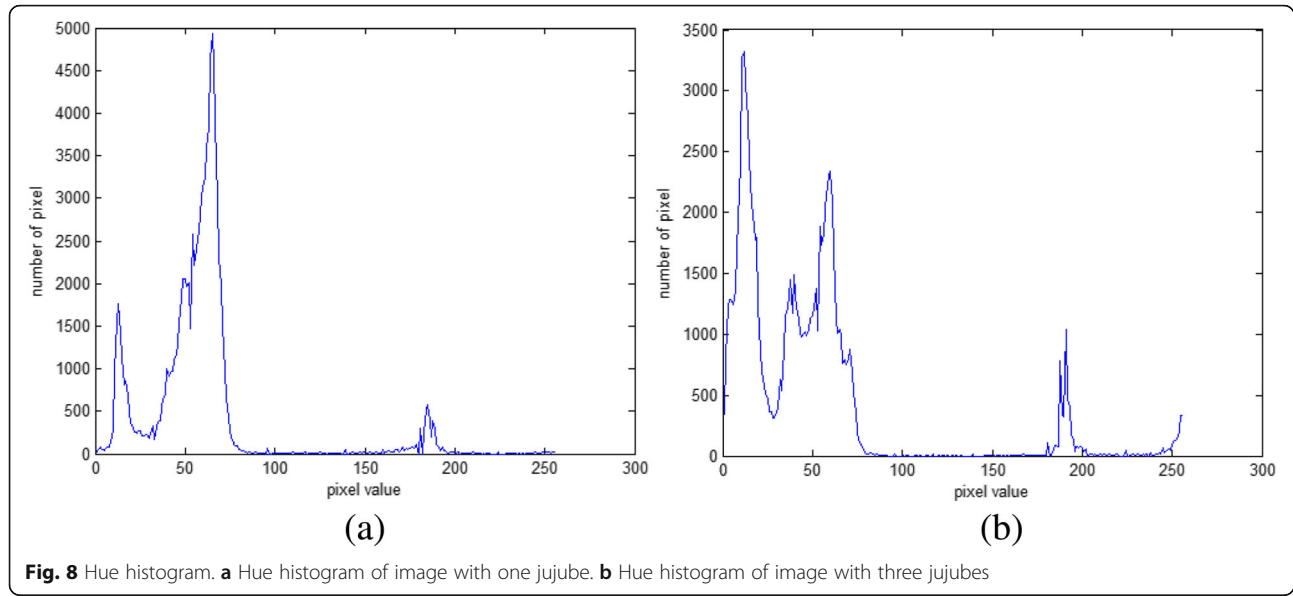 5000
4500
4000
3500
3000
2500
2000
1500
1000
500
0
number of pixel
0 50 100 150 200 250 300
pixel value
(a)
3500
3000
2500
2000
1500
1000
500
0
number of pixel
0 50 100 150 200 250 300
pixel value
(b)
Fig. 8 Hue histogram. a Hue histogram of image with one jujube. b Hue histogram of image with three jujubes